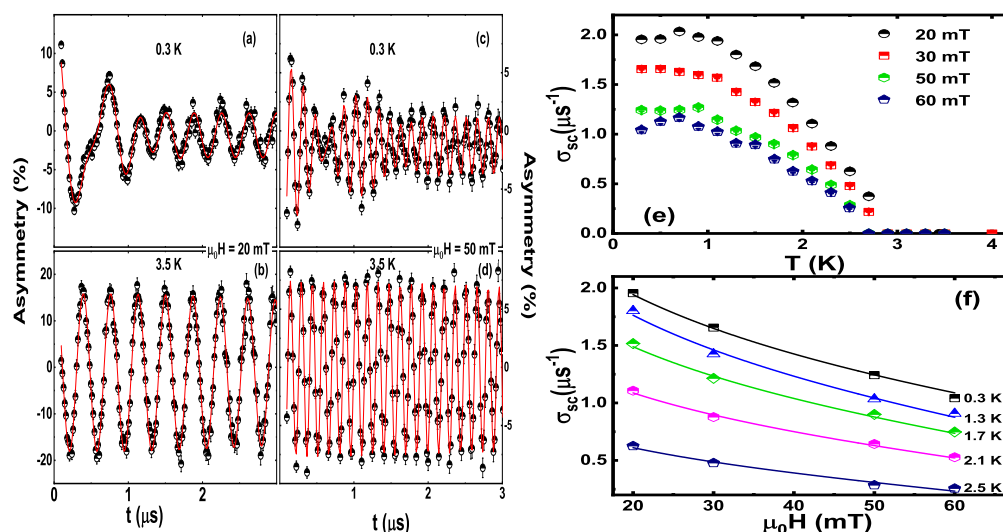 (a)
0.3 K
10
5
0
-5
-10
Asymmetry (%)
(c)
0.3 K
5
0
-5
μ₀H = 20 mT
μ₀H = 50 mT
3.5 K
(b)
20
10
0
-10
-20
0
1
2
t (μs)
3.5 K
(d)
5
0
-5
1
2
3
t (μs)
Asymmetry (%)
2.0
1.5
1.0
0.5
0.0
σsc(μs⁻¹)
20 mT
30 mT
50 mT
60 mT
(e)
0
1
2
3
4
T (K)
(f)
2.0
1.5
1.0
0.5
σsc(μs⁻¹)
0.3 K
1.3 K
1.7 K
2.1 K
2.5 K
20
30
40
50
60
μ₀H (mT)